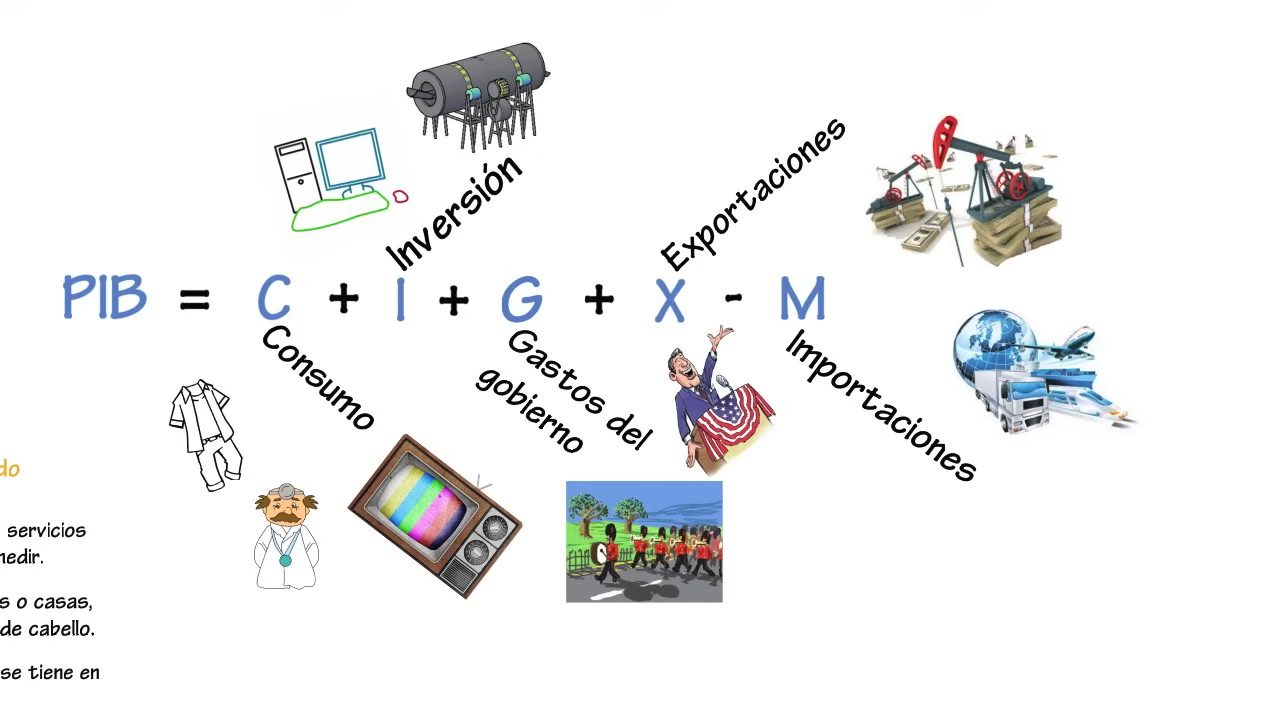 Inversión
Exportaciones
PIB = C + I + G + X - M
Consumo
Gastos del
gobierno
Importaciones
do
servicios
medir.
s o casas,
de cabello.
se tiene en